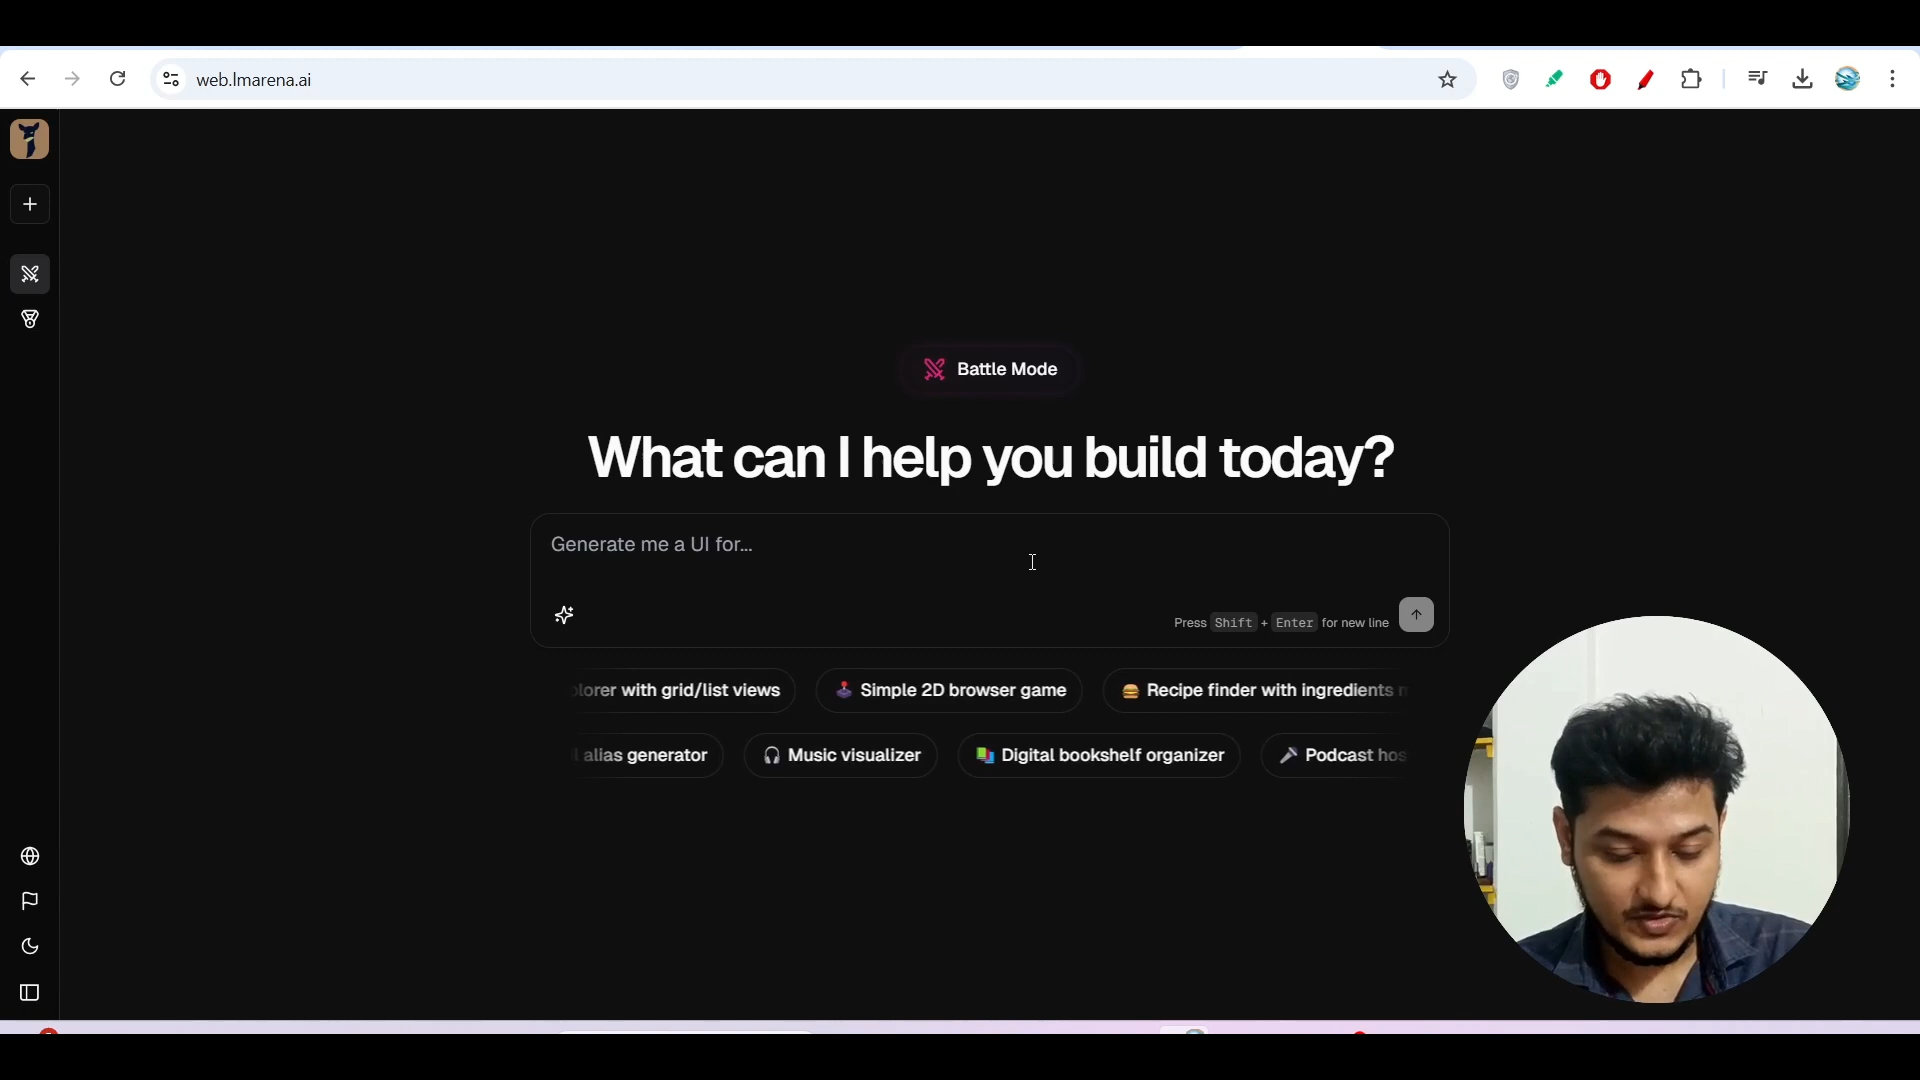 web.lmarena.ai
Battle Mode
What can I help you build today?
Generate me a UI for...
Press Shift + Enter for new line
plorer with grid/list views
Simple 2D browser game
Recipe finder with ingredients
alias generator
Music visualizer
Digital bookshelf organizer
Podcast hos